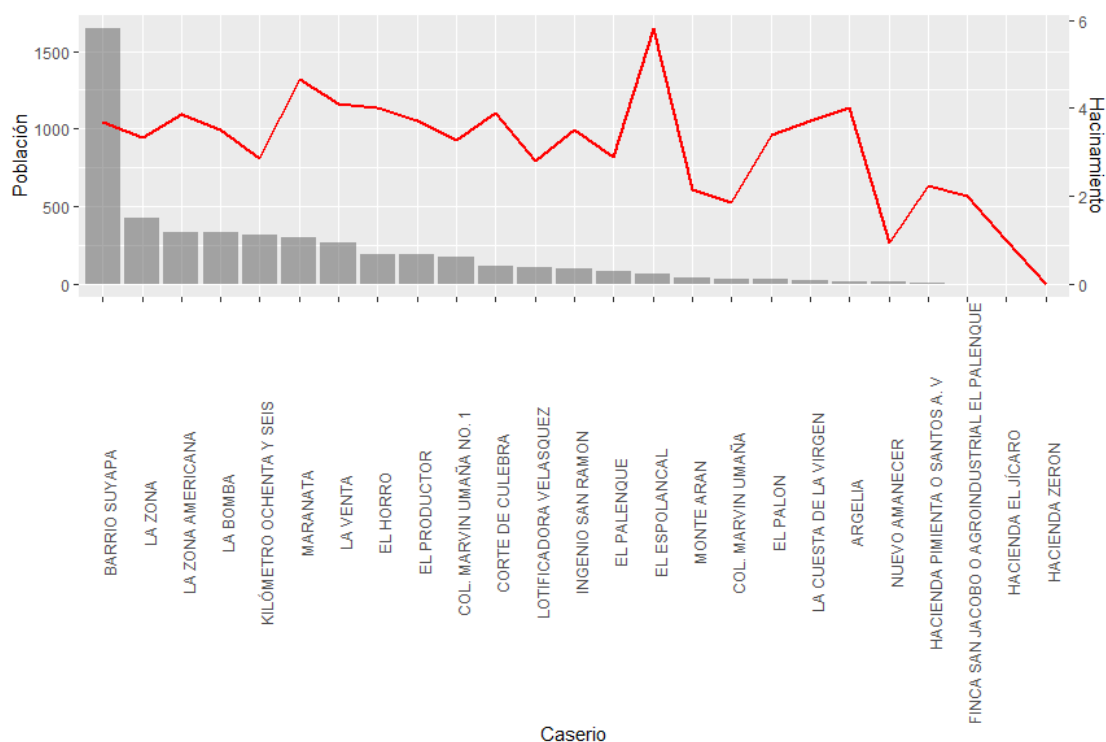 Población
1500
1000
500
0
6
4
2
0
Hacinamiento
BARRIO SUYAPA
LA ZONA
LA ZONA AMERICANA
LA BOMBA
KILÓMETRO OCHENTA Y SEIS
MARANATA
LA VENTA
EL HORRO
EL PRODUCTOR
COL. MARVIN UMAÑA NO. 1
CORTE DE CULEBRA
LOTIFICADORA VELASQUEZ
INGENIO SAN RAMON
EL PALENQUE
EL ESPOLANCAL
MONTE ARAN
COL. MARVIN UMAÑA
EL PALON
LA CUESTA DE LA VIRGEN
ARGELIA
NUEVO AMANECER
HACIENDA PIMIENTA O SANTOS A. V
FINCA SAN JACOBO O AGROINDUSTRIAL EL PALENQUE
HACIENDA EL JÍCARO
HACIENDA ZERON
Caserio